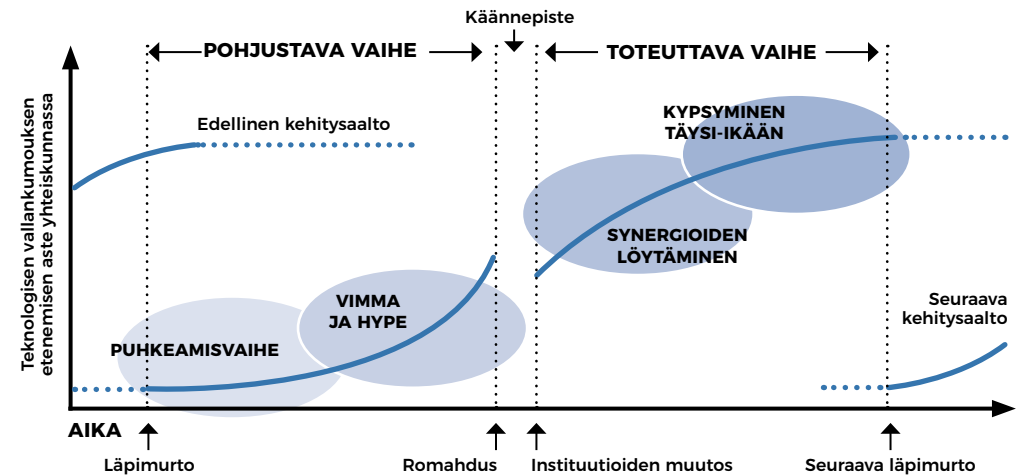 Käännepiste
POHJUSTAVA VAIHE
TOTEUTTAVA VAIHE
Teknologisen vallankumouksen
etenemisen aste yhteiskunnassa
Edellinen kehitysaalto
KYPSYMINEN
TÄYSI-IKÄÄN
SYNERGIOIDEN
LÖYTÄMINEN
VIMMA
JA HYPE
PUHKEAMISVAIHE
Seuraava
kehitysaalto
AIKA
Läpimurto
Romahdus
Instituutioiden muutos
Seuraava läpimurto